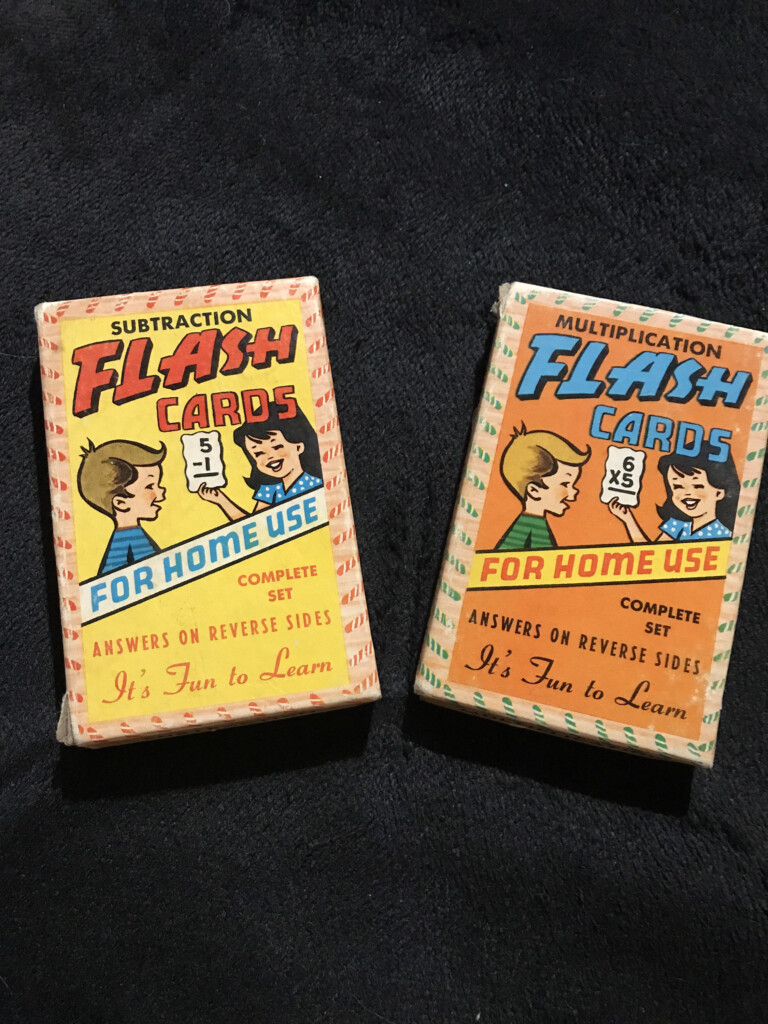 SUBTRACTION
FLASH
CARDS
5
-1
FOR HOME USE
COMPLETE
SET
ANSWERS ON REVERSE SIDES
It's Fun to Learn
MULTIPLICATION
FLASH
CARDS
6
X5
FOR HOME USE
COMPLETE
SET
ANSWERS ON REVERSE SIDES
It's Fun to Learn